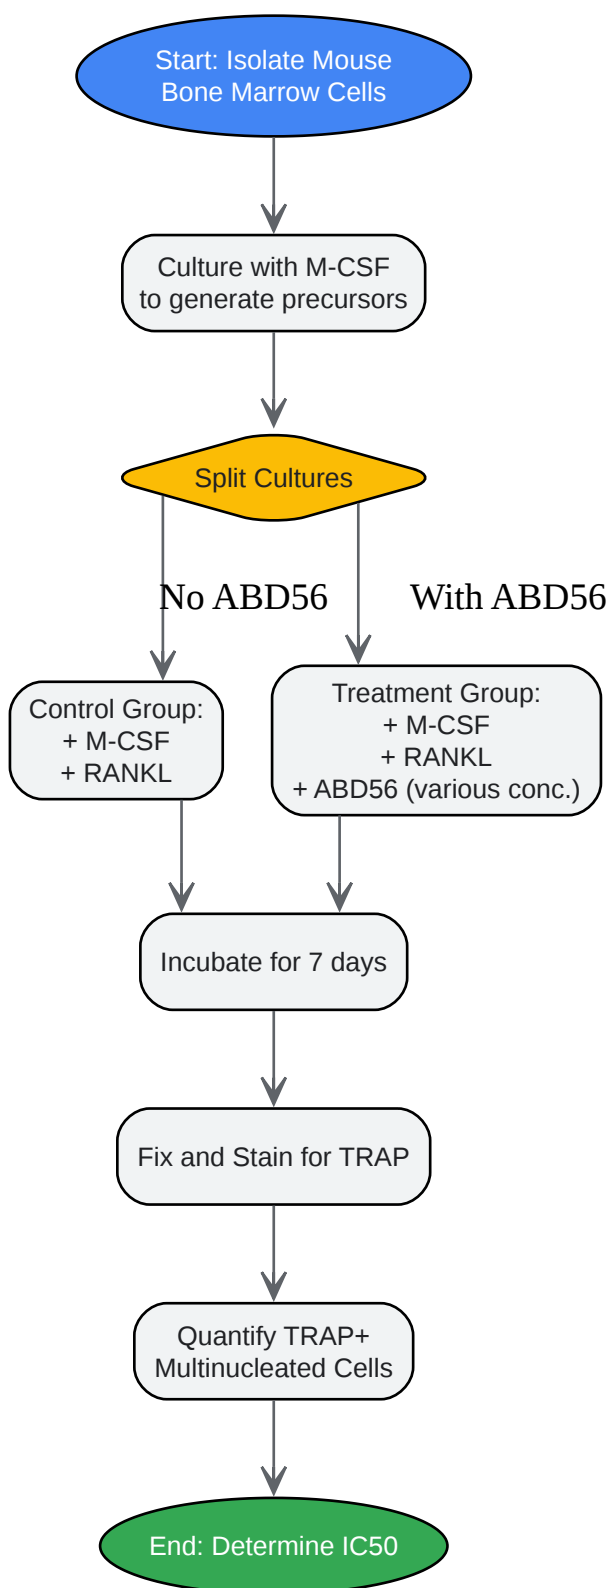 Start: Isolate Mouse
Bone Marrow Cells
Culture with M-CSF
to generate precursors
Split Cultures
No ABD56
With ABD56
Control Group:
+ M-CSF
+ RANKL
Treatment Group:
+ M-CSF
+ RANKL
+ ABD56 (various conc.)
Incubate for 7 days
Fix and Stain for TRAP
Quantify TRAP+
Multinucleated Cells
End: Determine IC50